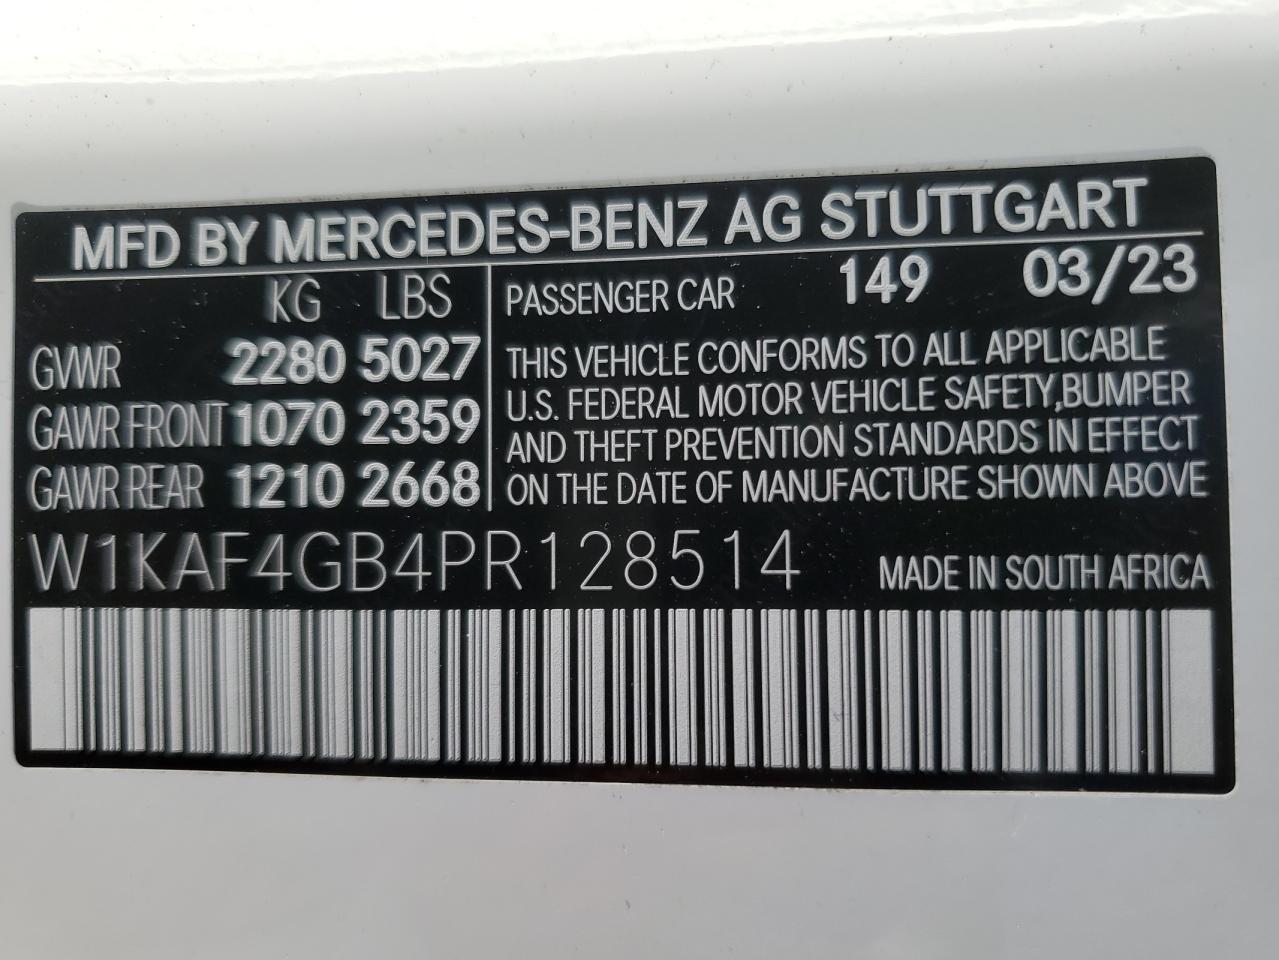 MFD BY MERCEDES-BENZ AG STUTTGART
KG LBS
GVWR 2280 5027
GAWR FRONT 1070 2359
GAWR REAR 1210 2668
PASSENGER CAR 149 03/23
THIS VEHICLE CONFORMS TO ALL APPLICABLE
U.S. FEDERAL MOTOR VEHICLE SAFETY,BUMPER
AND THEFT PREVENTION STANDARDS IN EFFECT
ON THE DATE OF MANUFACTURE SHOWN ABOVE
W1KAF4GB4PR128514 MADE IN SOUTH AFRICA